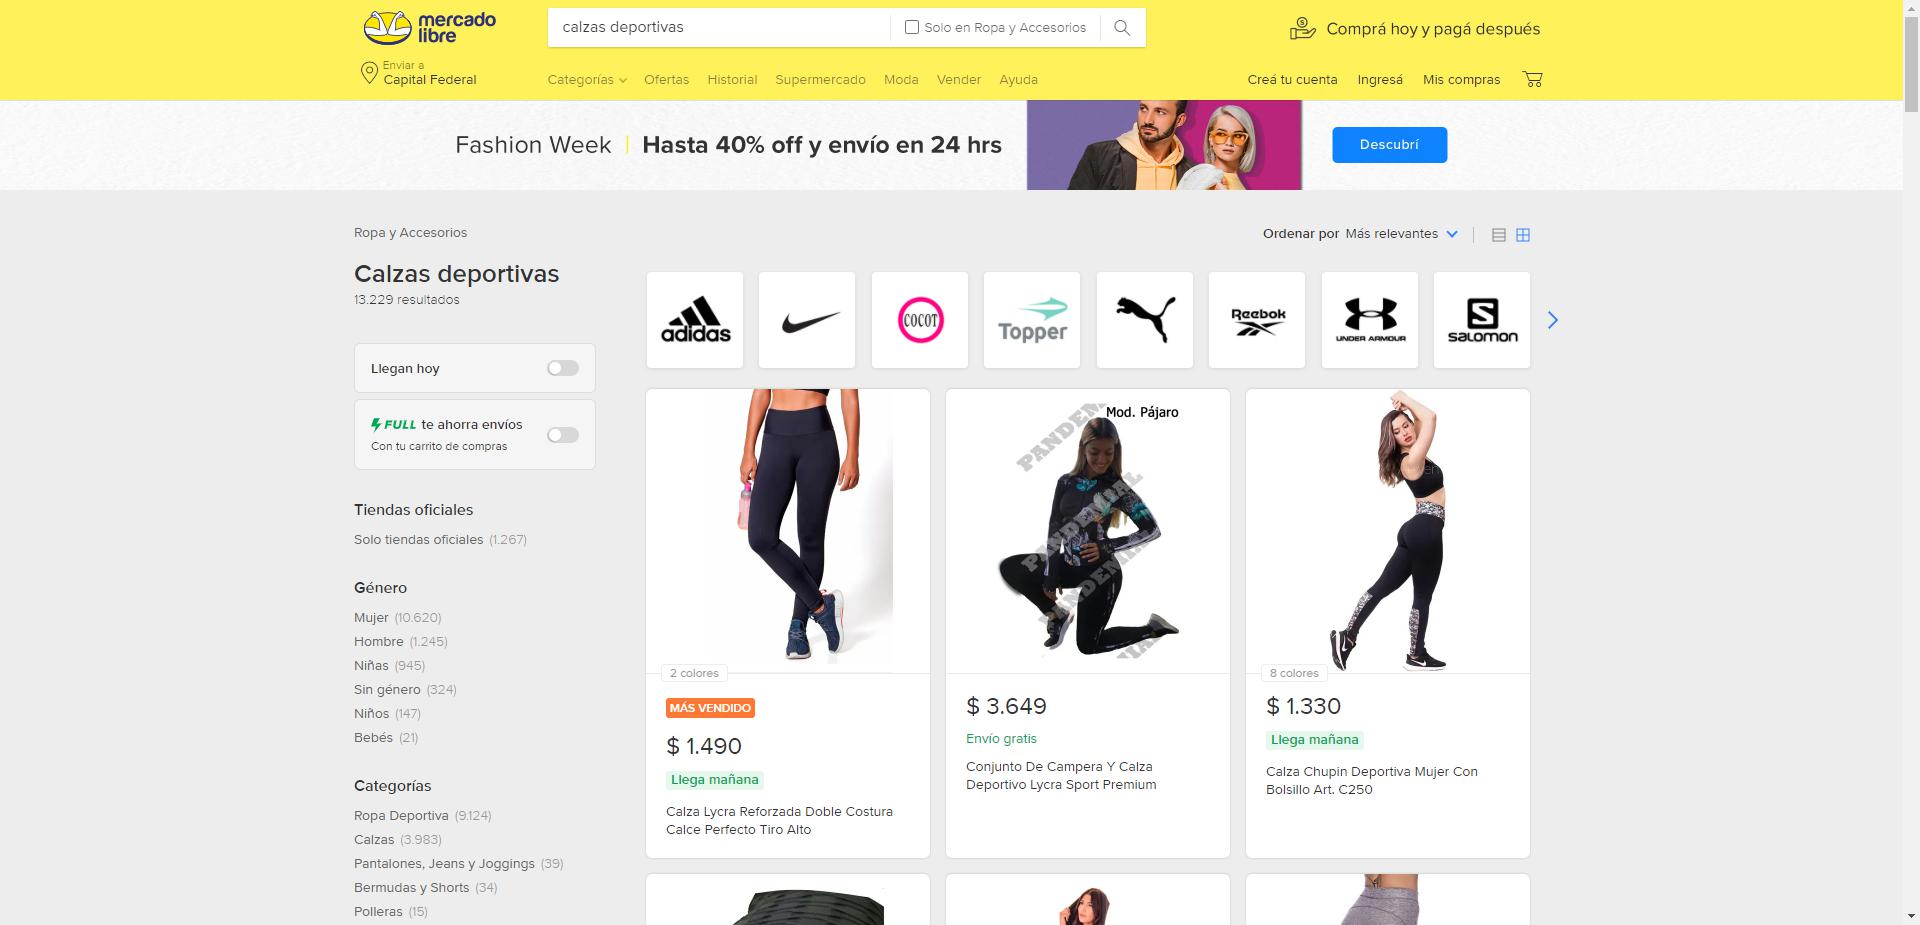 mercado
libre
calzas deportivas
Solo en Ropa y Accesorios
Comprá hoy y pagá después
Enviar a
Capital Federal
Categorías
Ofertas
Historial
Supermercado
Moda
Vender
Ayuda
Creá tu cuenta
Ingresá
Mis compras
Fashion Week
Hasta 40% off y envío en 24 hrs
Descubrí
Ropa y Accesorios
Ordenar por Más relevantes
Calzas deportivas
13.229 resultados
adidas
COCOT
Topper
Reebok
UNDER ARMOUR
SALOMON
Llegan hoy
FULL te ahorra envíos
Con tu carrito de compras
Tiendas oficiales
Solo tiendas oficiales (1.267)
Género
Mujer (10.620)
Hombre (1.245)
Niñas (945)
Sin género (324)
Niños (147)
Bebés (21)
Categorías
Ropa Deportiva (9.124)
Calzas (3.983)
Pantalones, Jeans y Joggings (39)
Bermudas y Shorts (34)
Polleras (15)
2 colores
MÁS VENDIDO
$ 1.490
Llega mañana
Calza Lycra Reforzada Doble Costura
Calce Perfecto Tiro Alto
Mod. Pájaro
PANDEMIAL
PANDEMIAL
$ 3.649
Envío gratis
Conjunto De Campera Y Calza
Deportivo Lycra Sport Premium
8 colores
$ 1.330
Llega mañana
Calza Chupin Deportiva Mujer Con
Bolsillo Art. C250